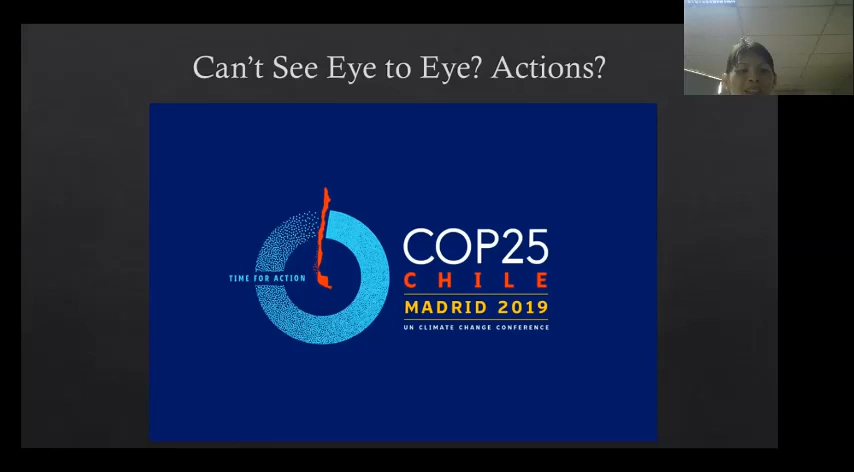 Can't See Eye to Eye? Actions?
TIME FOR ACTION
COP25
CHILE
MADRID 2019
UN CLIMATE CHANGE CONFERENCE